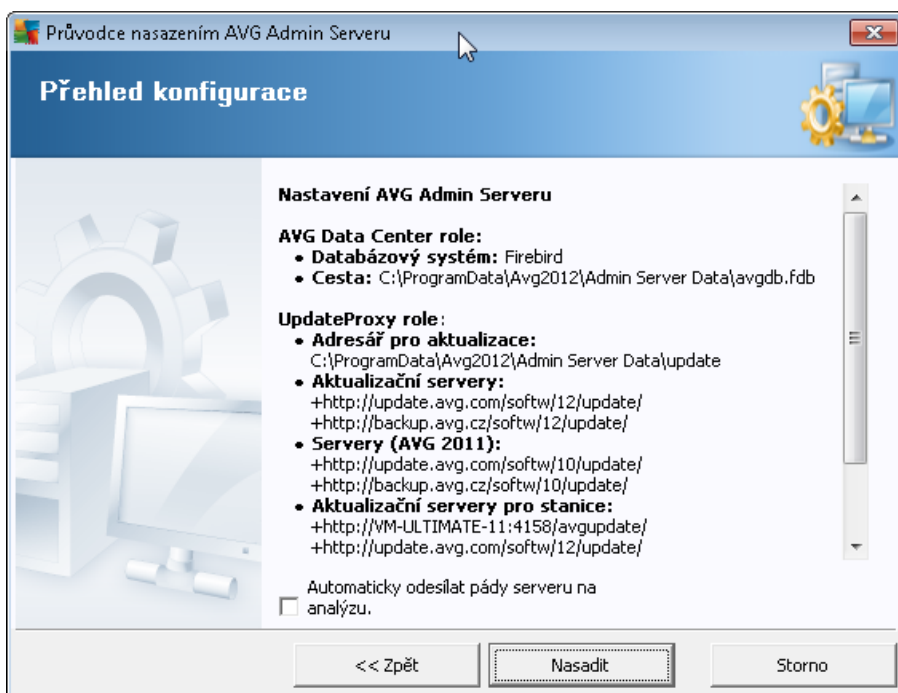 Průvodce nasazením AVG Admin Serveru
Přehled konfigurace
Nastavení AVG Admin Serveru
AVG Data Center role:
• Databázový systém: Firebird
• Cesta: C:\ProgramData\Avg2012\Admin Server Data\avgdb.fdb
UpdateProxy role:
• Adresář pro aktualizace:
C:\ProgramData\Avg2012\Admin Server Data\update
• Aktualizační servery:
+http://update.avg.com/softw/12/update/
+http://backup.avg.cz/softw/12/update/
• Servery (AVG 2011):
+http://update.avg.com/softw/10/update/
+http://backup.avg.cz/softw/10/update/
• Aktualizační servery pro stanice:
+http://VM-ULTIMATE-11:4158/avgupdate/
+http://update.avg.com/softw/12/update/
Automaticky odesílat pády serveru na
analýzu.
<< Zpět
Nasadit
Storno